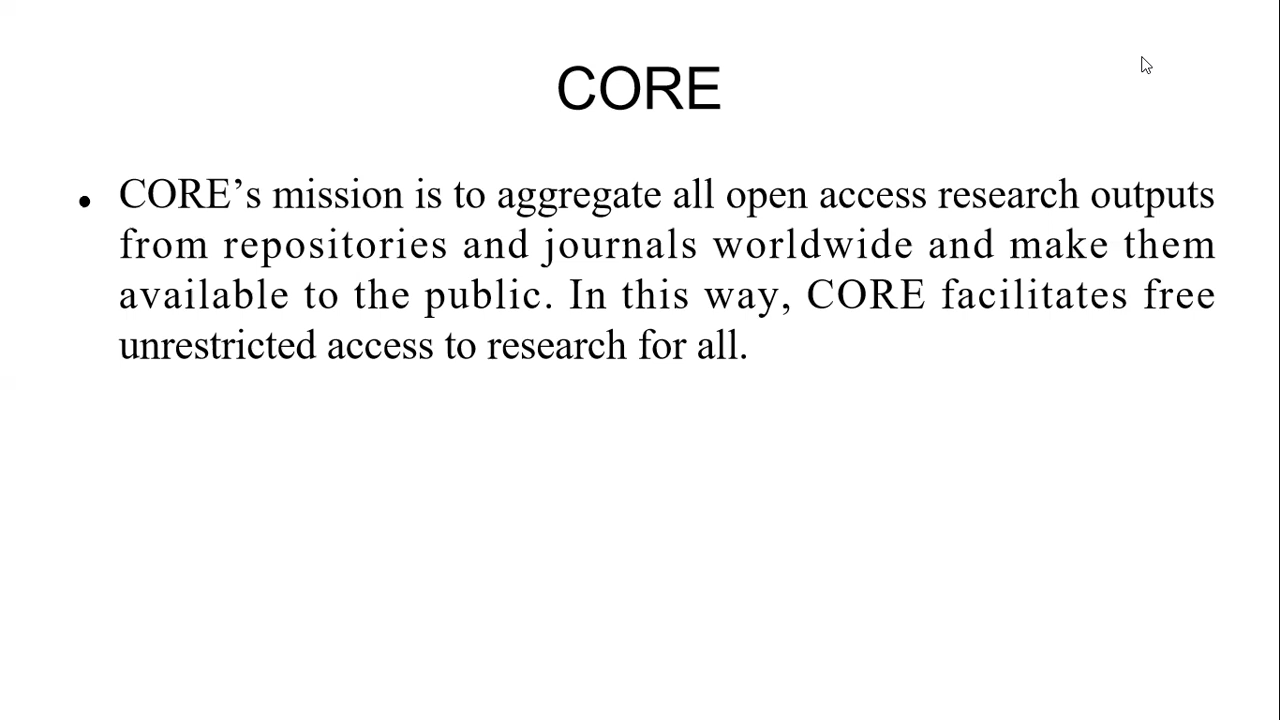 CORE
• CORE’s mission is to aggregate all open access research outputs
from repositories and journals worldwide and make them
available to the public. In this way, CORE facilitates free
unrestricted access to research for all.